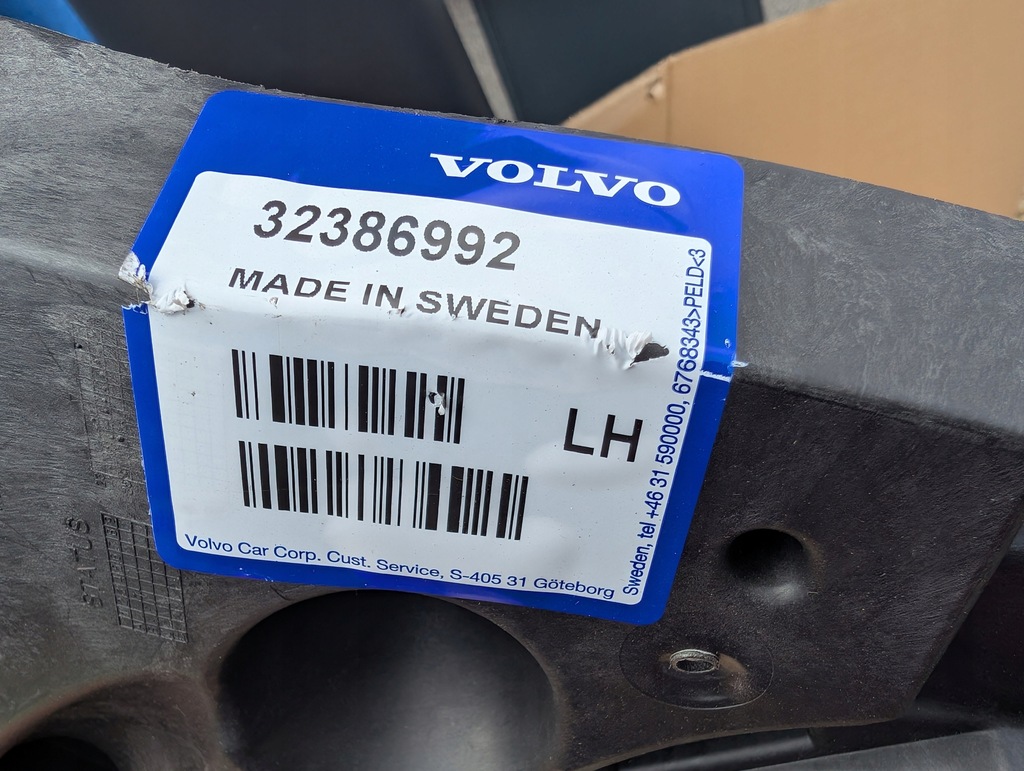 VOLVO
32386992
MADE IN SWEDEN
LH
Volvo Car Corp. Cust. Service, S-405 31 Göteborg
Sweden, tel +46 31 590000, 6768343>PELD<3